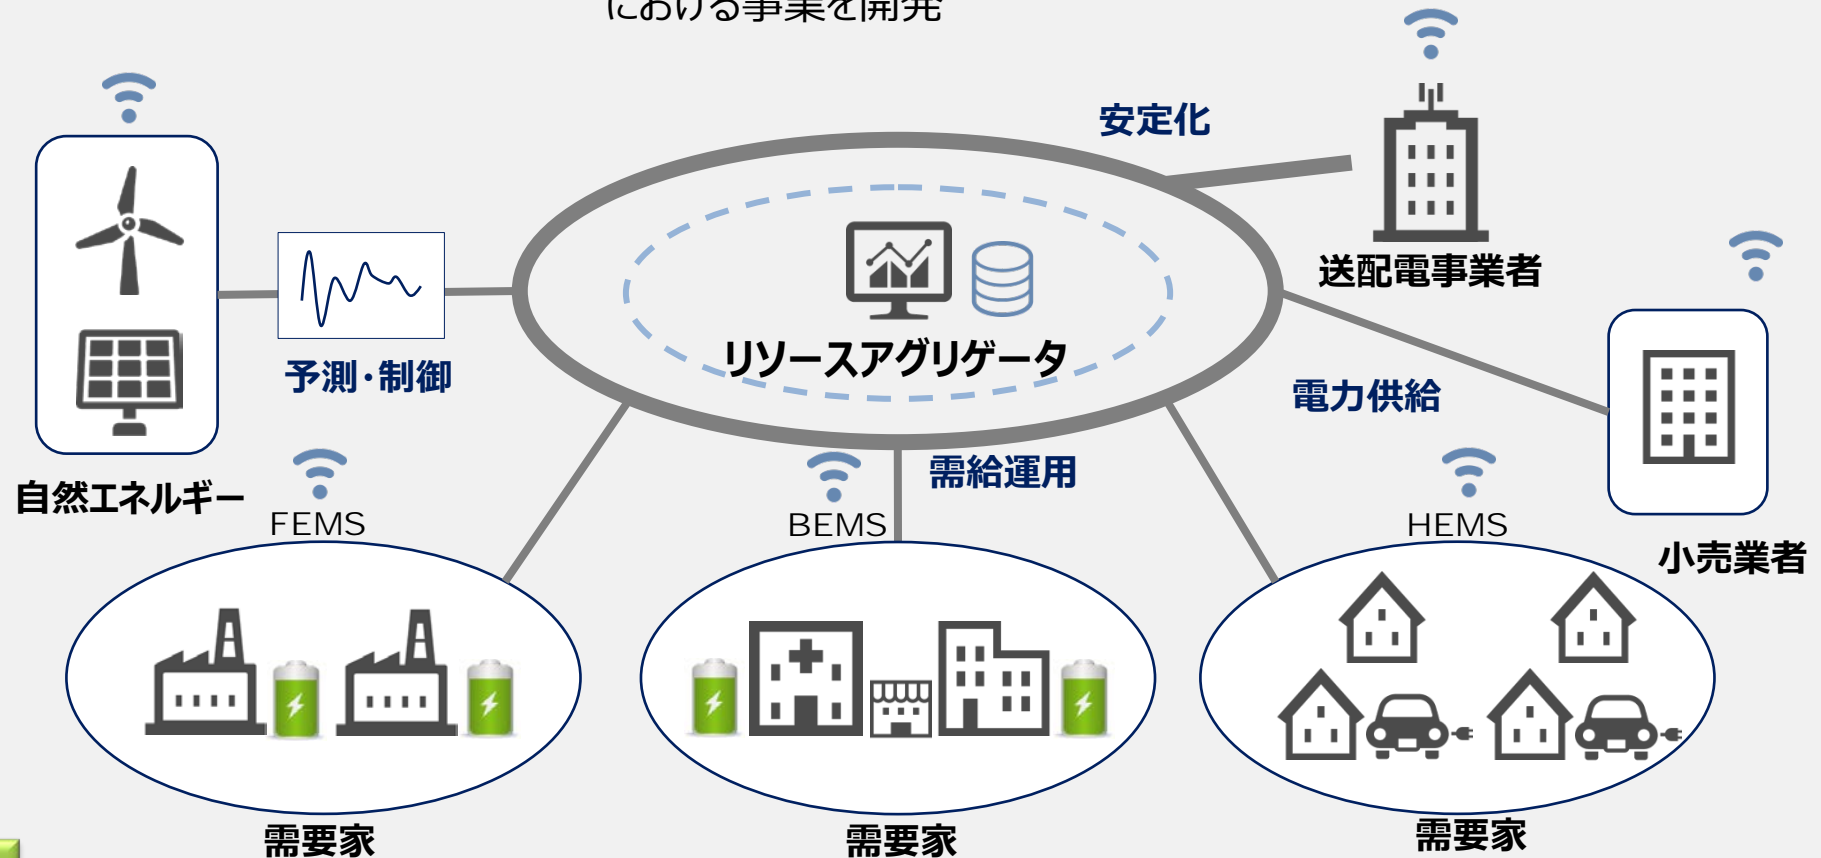 における事業を開発
安定化
送配電事業者
リソースアグリゲータ
予測・制御
電力供給
自然エネルギー
需給運用
FEMS
BEMS
HEMS
小売業者
需要家
需要家
需要家